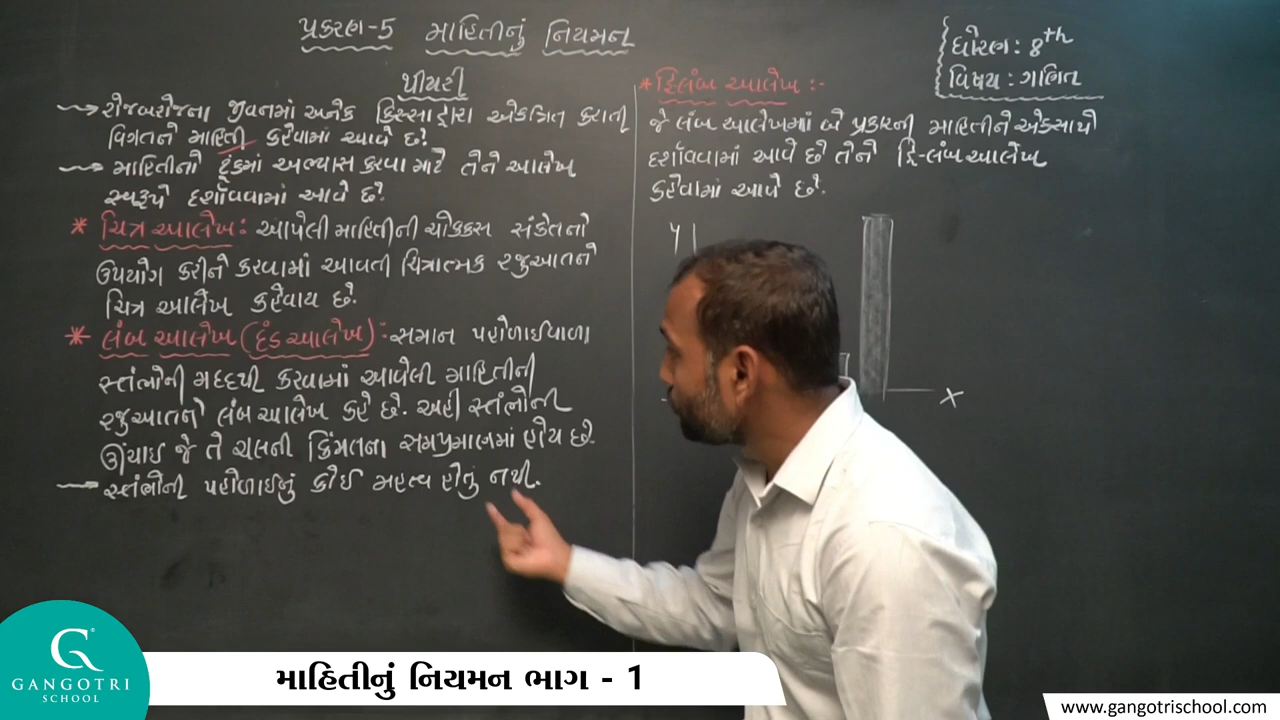 પ્રકરણ-5 માહિતીનું નિયમન
ધોરણ : 8th
વિષય : ગણિત
થીયરી
→ રોજબરોજના જીવનમાં અનેક કિસ્સા દ્વારા એકત્રિત કરાતી
વિગતને માહિતી કહેવામાં આવે છે.
→ માહિતીનો ટૂંકમાં અભ્યાસ કરવા માટે તેને આલેખ
સ્વરૂપે દર્શાવવામાં આવે છે.
* ચિત્ર આલેખ : આપેલી માહિતીની ચોક્કસ સંકેતનો
ઉપયોગ કરીને કરવામાં આવતી ચિત્રાત્મક રજુઆતને
ચિત્ર આલેખ કહેવાય છે.
* લંબ આલેખ (દંડ આલેખ) : સમાન પહોળાઈવાળા
સ્તંભોની મદદથી કરવામાં આવેલી માહિતીની
રજુઆતને લંબ આલેખ કહે છે. અહીં સ્તંભોની
ઊંચાઈ જે તે ચલની કિંમતના સમપ્રમાણમાં હોય છે.
→ સ્તંભોની પહોળાઈનું કોઈ મહત્વ હોતું નથી.
* દ્વિલંબ આલેખ :-
જે લંબ આલેખમાં બે પ્રકારની માહિતીને એકસાથે
દર્શાવવામાં આવે છે તેને દ્વિ-લંબ આલેખ
કહેવામાં આવે છે.
y
x
G
GANGOTRI
SCHOOL
માહિતીનું નિયમન ભાગ - 1
www.gangotrischool.com